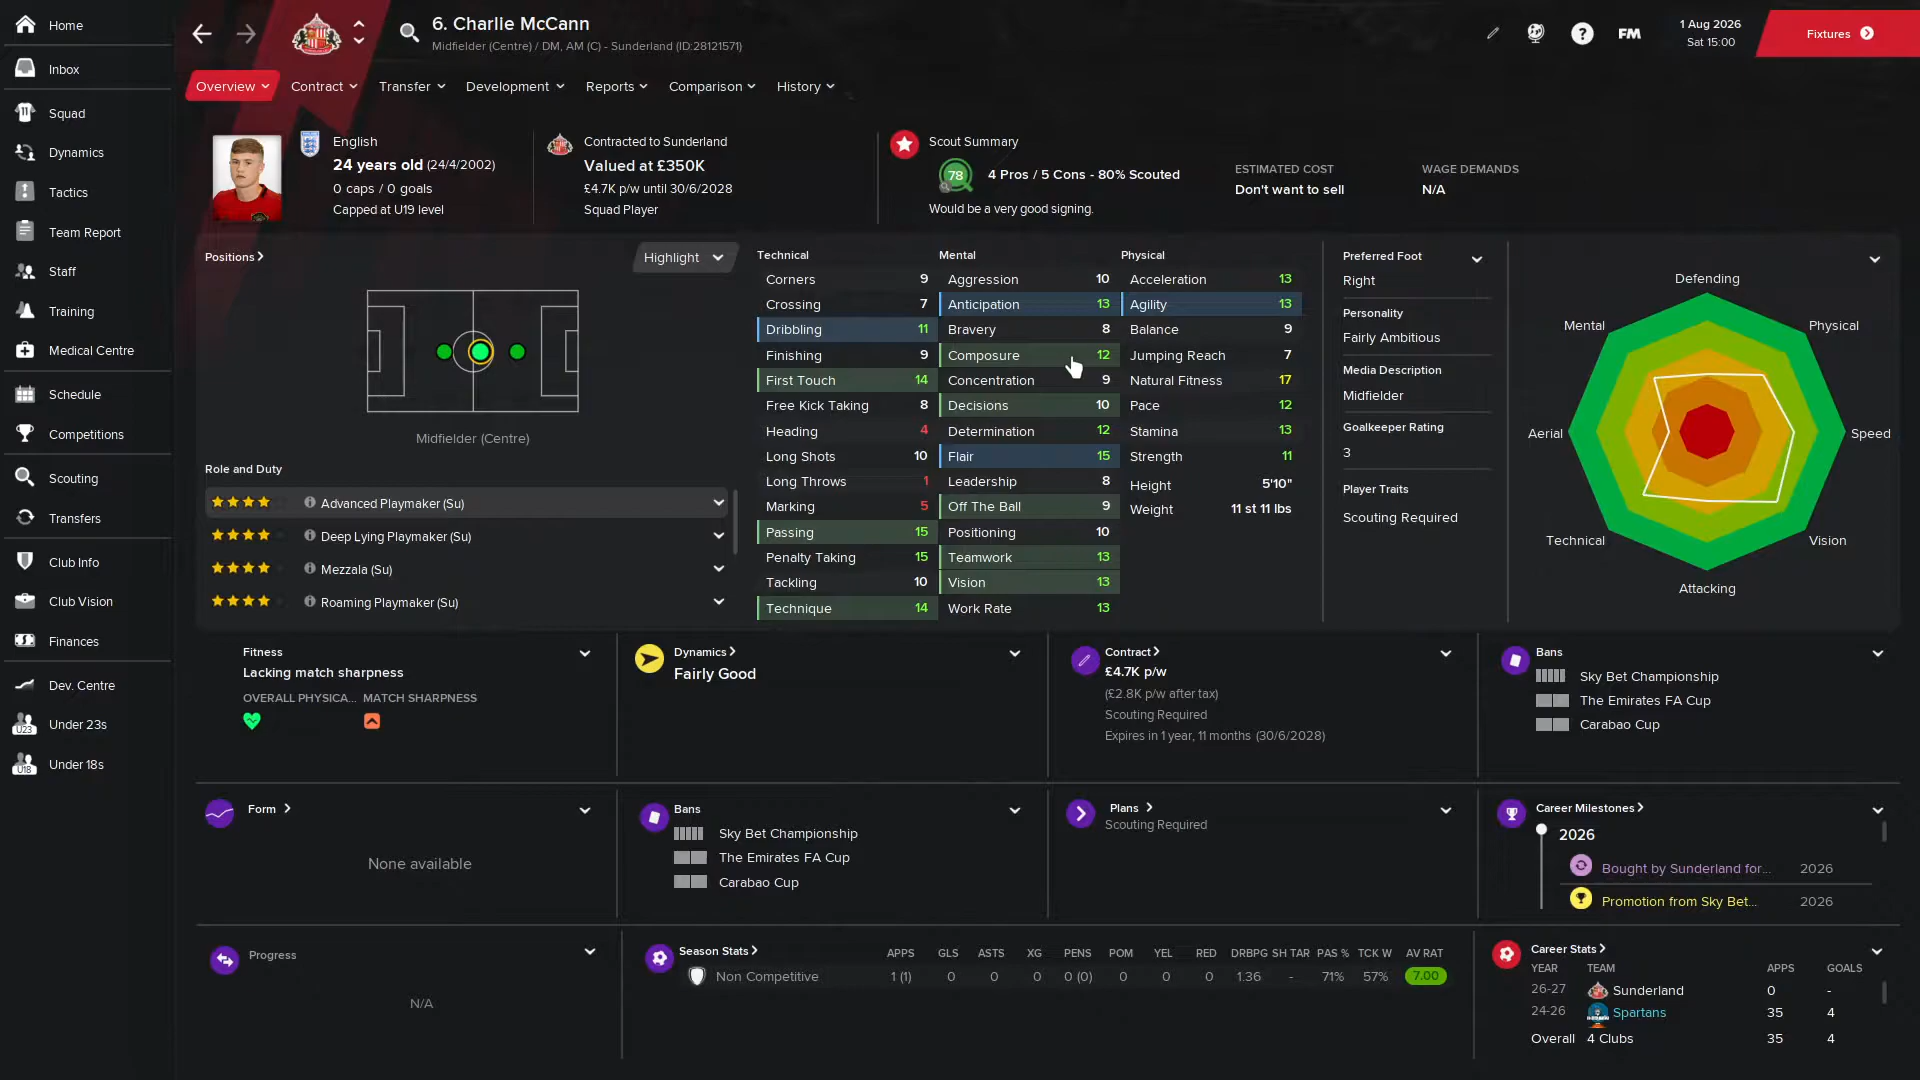 Home
Inbox
Squad
Dynamics
Tactics
Team Report
Staff
Training
Medical Centre
Schedule
Competitions
Scouting
Transfers
Club Info
Club Vision
Finances
Dev. Centre
U23
Under 23s
U18
Under 18s
6. Charlie McCann
Midfielder (Centre) / DM, AM (C) - Sunderland (ID:28121571)
? FM
1 Aug 2026
Sat 15:00
Fixtures
Overview Contract Transfer Development Reports Comparison History
English
24 years old (24/4/2002)
0 caps / 0 goals
Capped at U19 level
Contracted to Sunderland
Valued at £350K
£4.7K p/w until 30/6/2028
Squad Player
Scout Summary
78 4 Pros / 5 Cons - 80% Scouted
Would be a very good signing.
ESTIMATED COST
Don't want to sell
WAGE DEMANDS
N/A
Positions
Highlight
Midfielder (Centre)
Role and Duty
Advanced Playmaker (Su)
Deep Lying Playmaker (Su)
Mezzala (Su)
Roaming Playmaker (Su)
Technical
Corners 9
Crossing 7
Dribbling 11
Finishing 9
First Touch 14
Free Kick Taking 8
Heading 4
Long Shots 10
Long Throws 1
Marking 5
Passing 15
Penalty Taking 15
Tackling 10
Technique 14
Mental
Aggression 10
Anticipation 13
Bravery 8
Composure 12
Concentration 9
Decisions 10
Determination 12
Flair 15
Leadership 8
Off The Ball 9
Positioning 10
Teamwork 13
Vision 13
Work Rate 13
Physical
Acceleration 13
Agility 13
Balance 9
Jumping Reach 7
Natural Fitness 17
Pace 12
Stamina 13
Strength 11
Height 5'10"
Weight 11 st 11 lbs
Preferred Foot
Right
Personality
Fairly Ambitious
Media Description
Midfielder
Goalkeeper Rating
3
Player Traits
Scouting Required
Defending
Mental
Physical
Aerial
Speed
Technical
Vision
Attacking
Fitness
Lacking match sharpness
OVERALL PHYSICA... MATCH SHARPNESS
Dynamics
Fairly Good
Contract
£4.7K p/w
(£2.8K p/w after tax)
Scouting Required
Expires in 1 year, 11 months (30/6/2028)
Bans
Sky Bet Championship
The Emirates FA Cup
Carabao Cup
Form
None available
Bans
Sky Bet Championship
The Emirates FA Cup
Carabao Cup
Plans
Scouting Required
Career Milestones
2026
Bought by Sunderland for... 2026
Promotion from Sky Bet... 2026
Progress
N/A
Season Stats APPS GLS ASTS XG PENS POM YEL RED DRBPG SH TAR PAS % TCK W AV RAT
Non Competitive 1 (1) 0 0 0 0 (0) 0 0 0 1.36 - 71% 57% 7.00
Career Stats
YEAR TEAM APPS GOALS
26-27 Sunderland 0 -
24-26 Spartans 35 4
Overall 4 Clubs 35 4